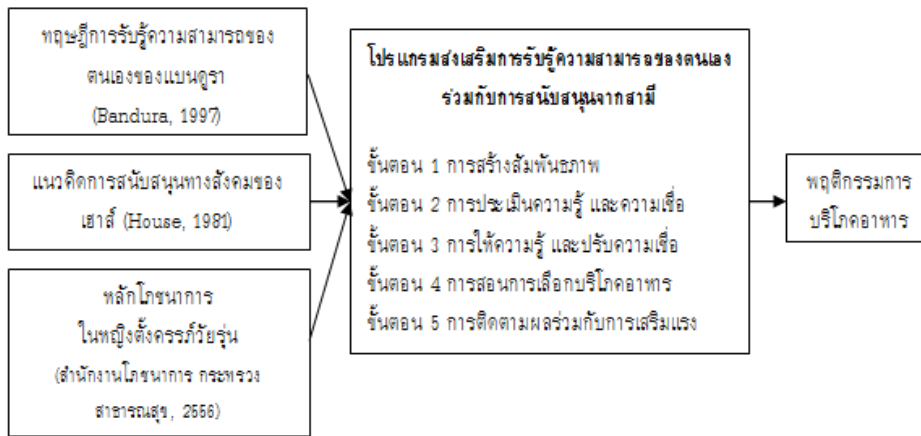 ทฤษฎีการรับรู้ความสามารถของ
ตนเองของแบนดูรา
(Bandura, 1997)
แนวคิดการสนับสนุนทางสังคมของ
เฮาส์ (House, 1981)
หลักโภชนาการ
ในหญิงตั้งครรภ์วัยรุ่น
(สำนักงานโภชนาการ กระทรวง
สาธารณสุข, 2556)
โปรแกรมส่งเสริมการรับรู้ความสามารถของตนเอง
ร่วมกับการสนับสนุนจากสามี
ขั้นตอน 1 การสร้างสัมพันธภาพ
ขั้นตอน 2 การประเมินความรู้ และความเชื่อ
ขั้นตอน 3 การให้ความรู้ และปรับความเชื่อ
ขั้นตอน 4 การสอนการเลือกบริโภคอาหาร
ขั้นตอน 5 การติดตามผลร่วมกับการเสริมแรง
พฤติกรรมการ
บริโภคอาหาร